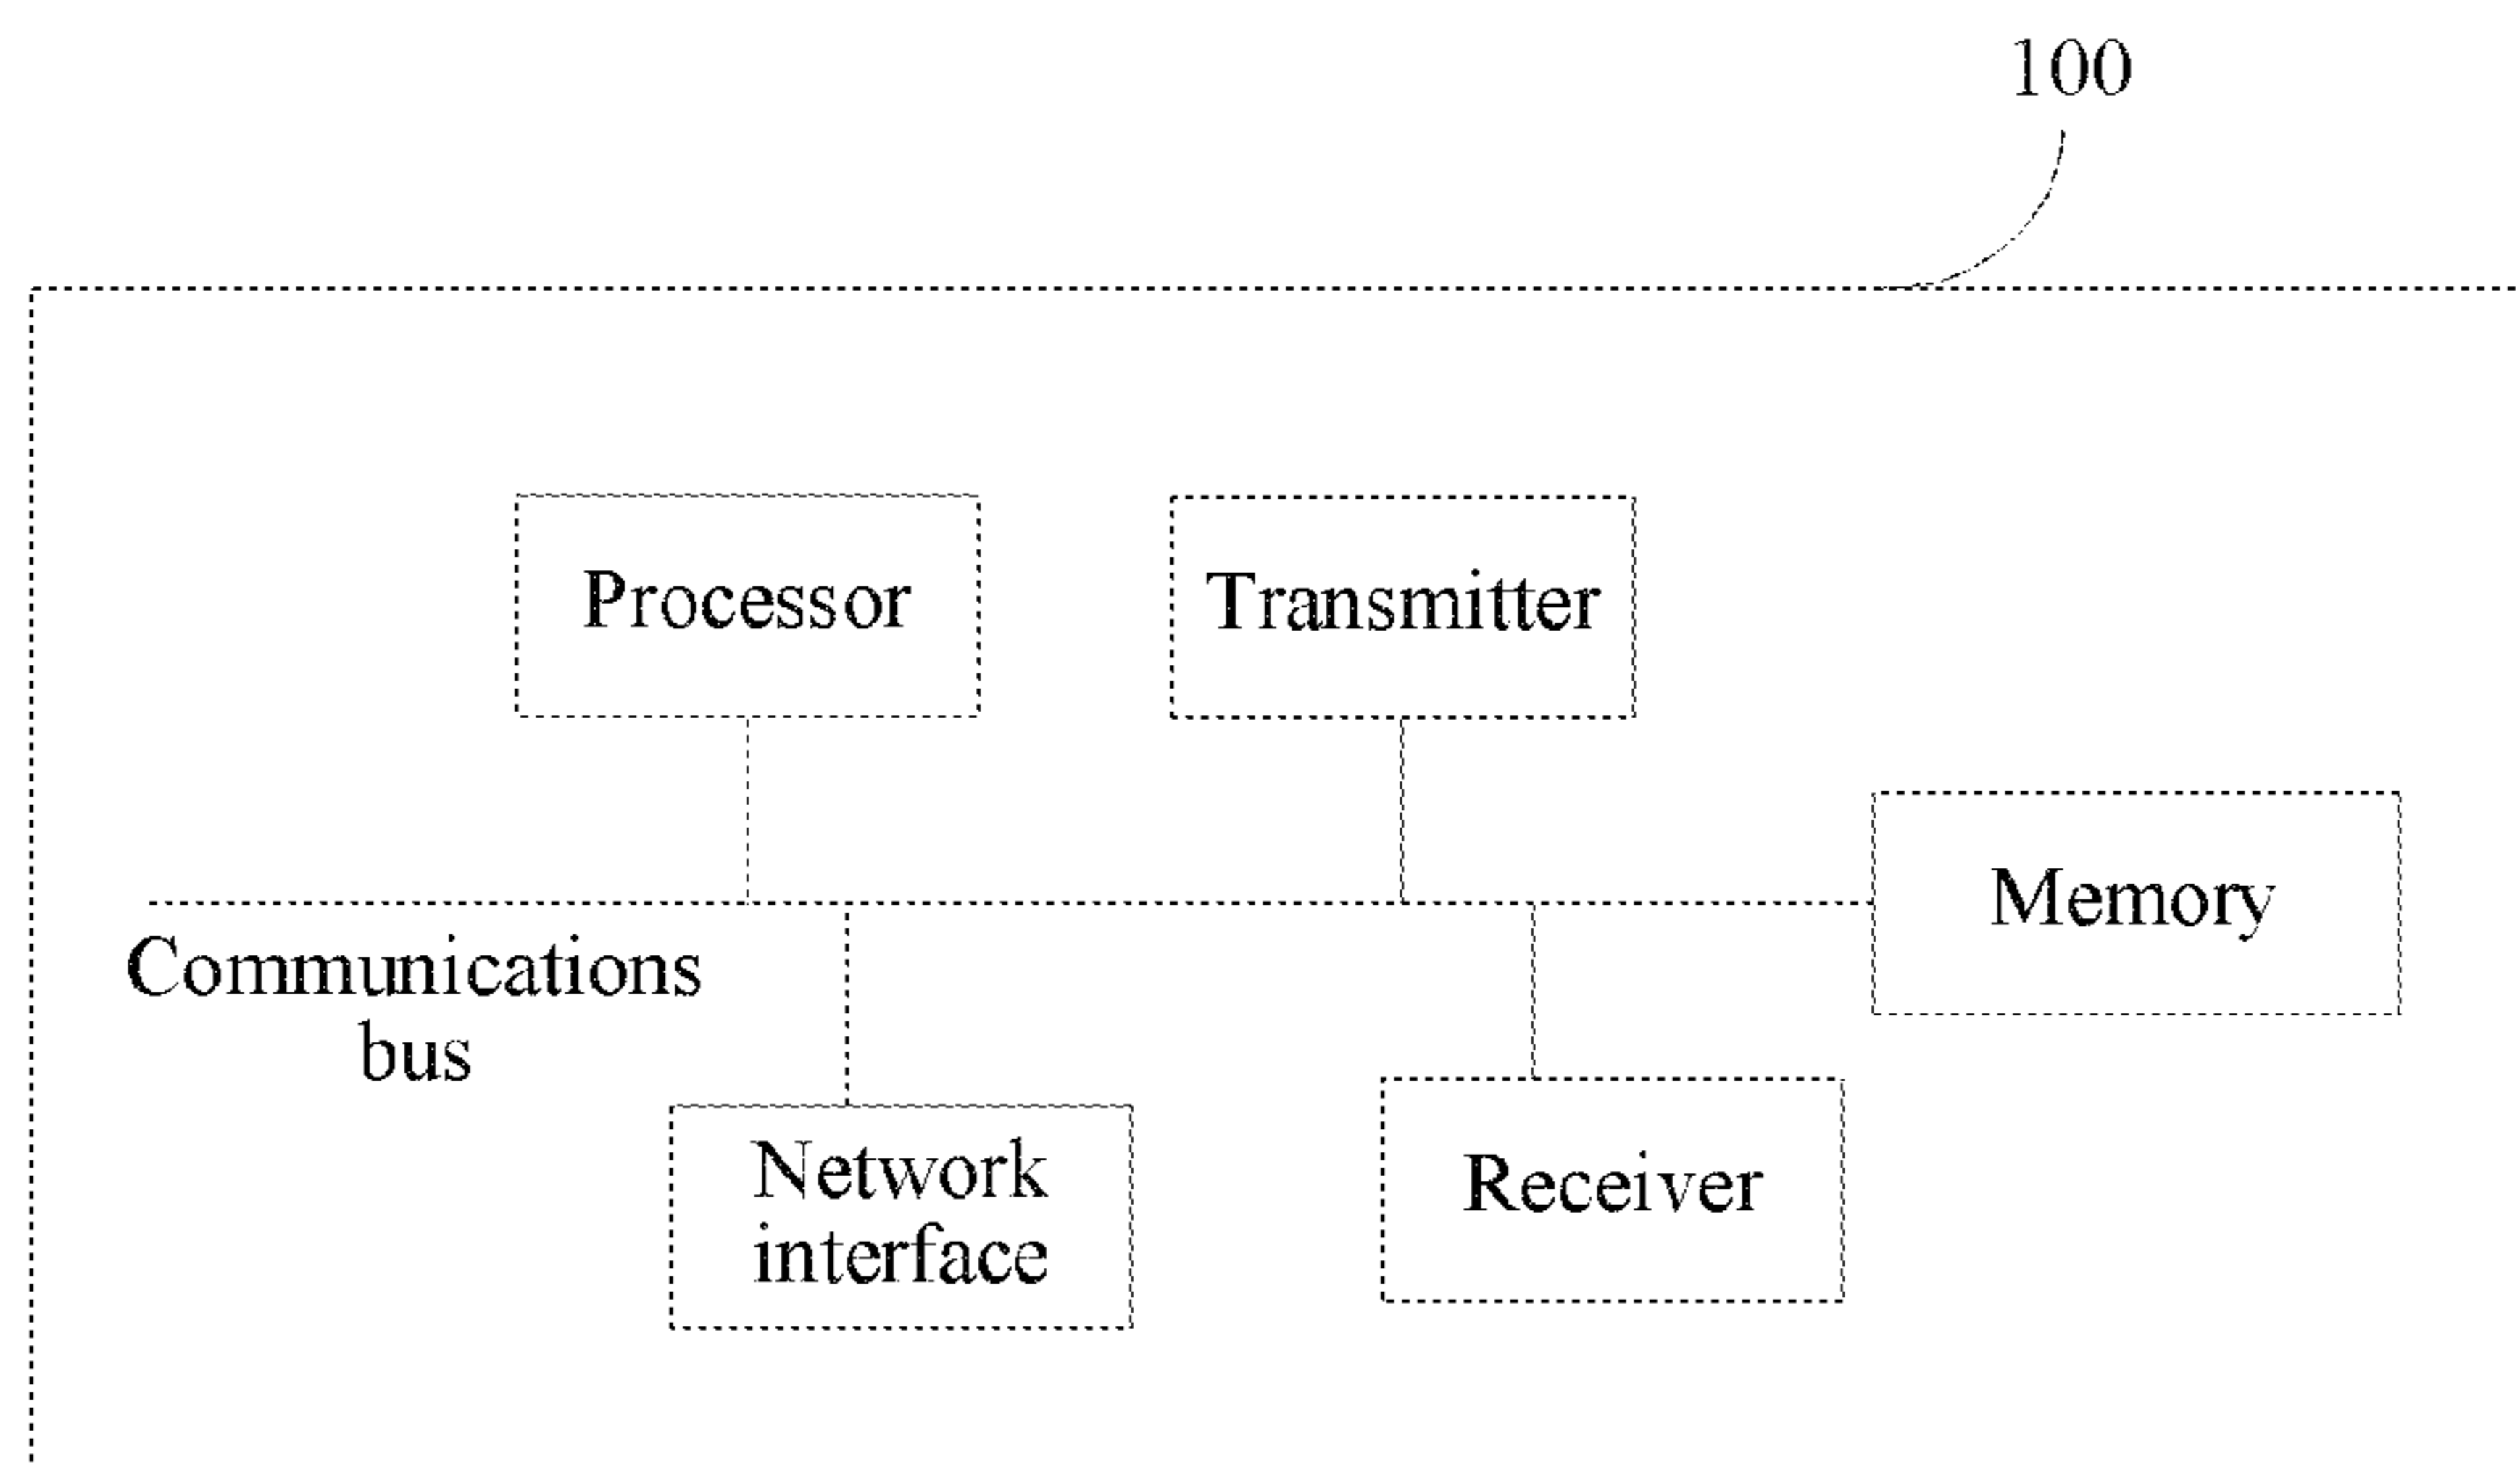 100
Processor
Transmitter
Memory
Communications
bus
Network
interface
Receiver